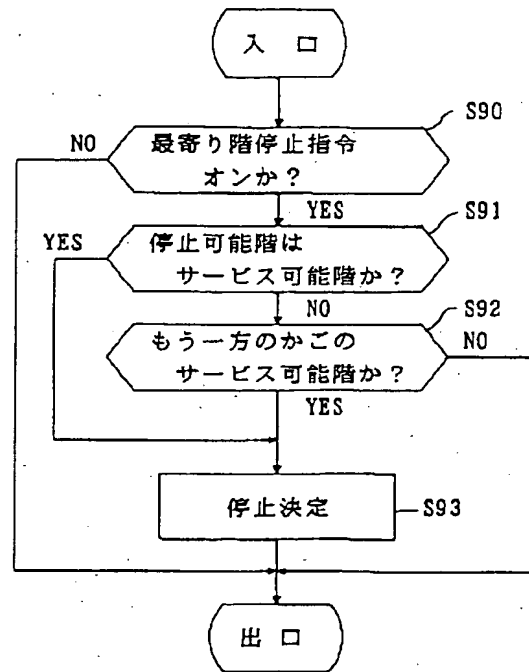 入 口
S90
NO
最寄り階停止指令
オンか？
YES
S91
YES
停止可能階は
サービス可能階か？
NO
S92
もう一方のかごの
サービス可能階か？
NO
YES
停止決定
S93
出 口